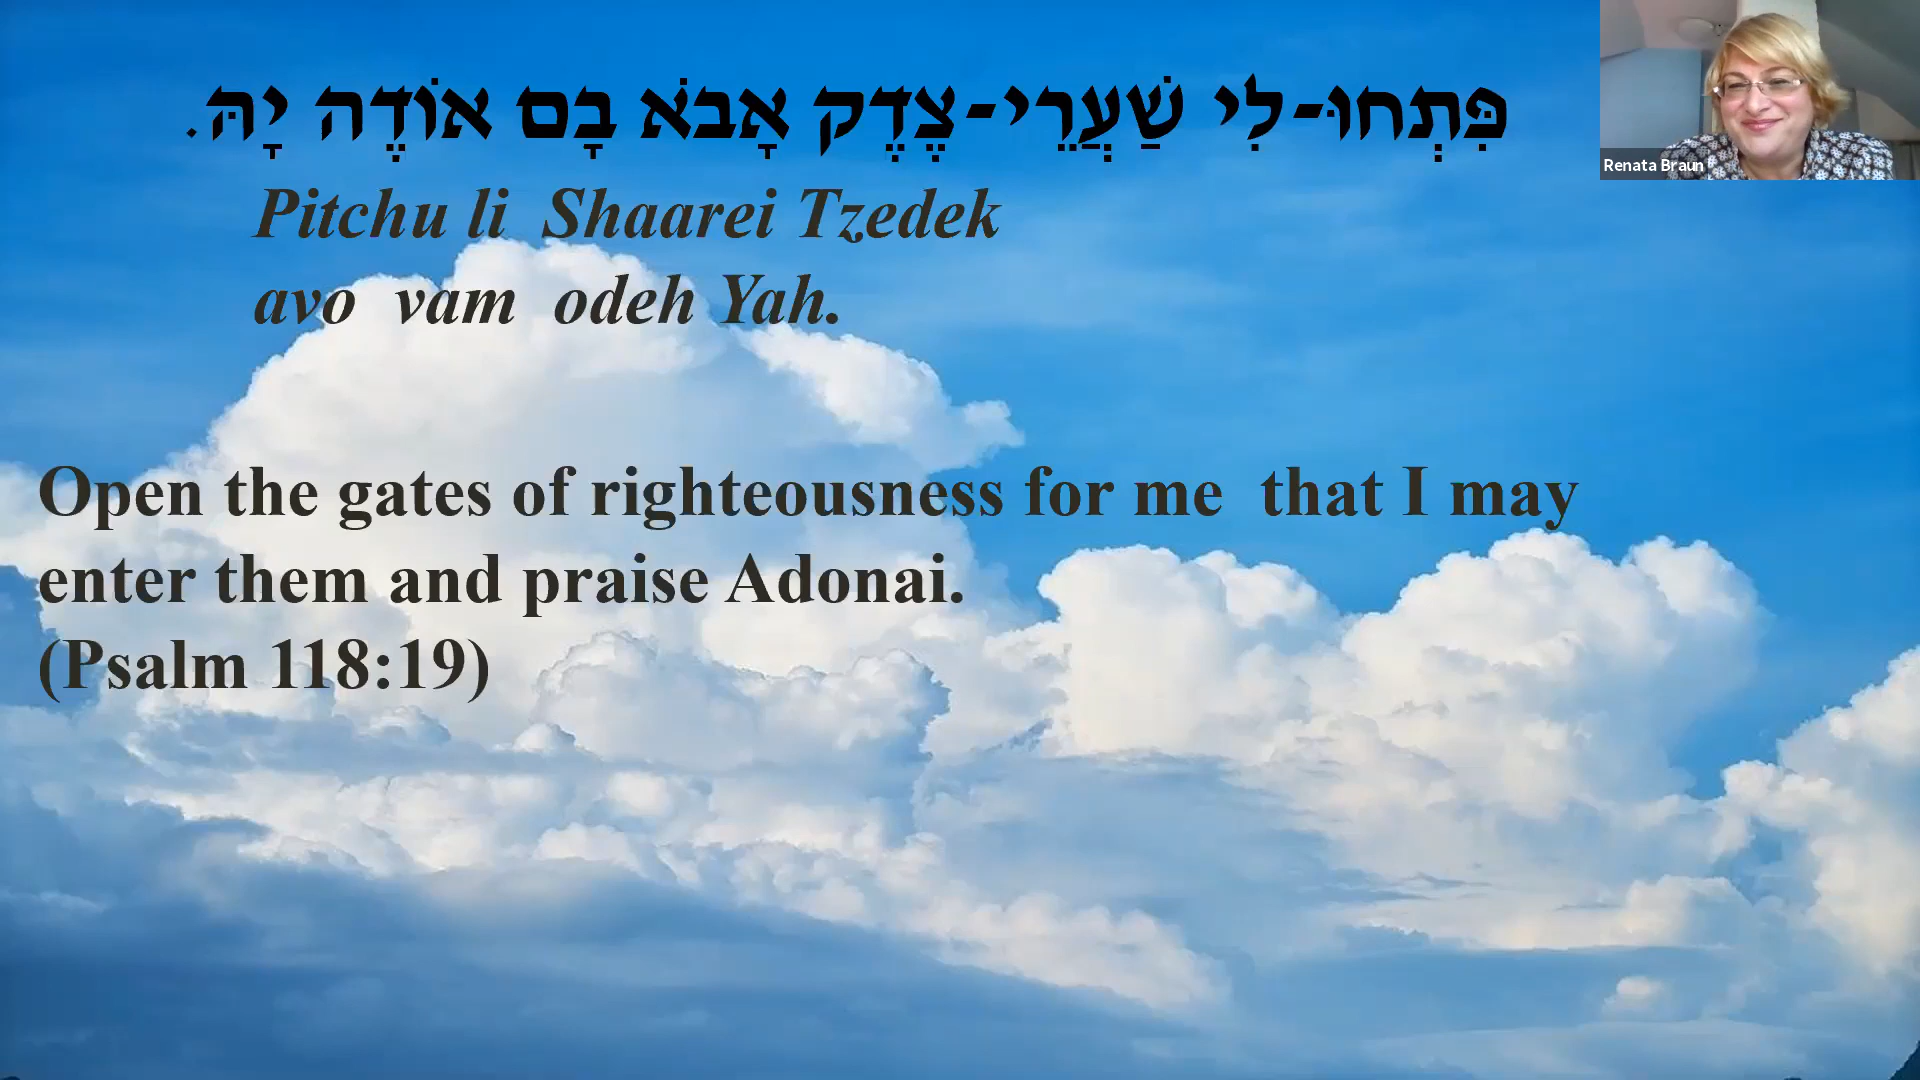 פִּתְחוּ-לִי שַׁעֲרֵי-צֶדֶק אָבֹא בָם אוֹדֶה יָהּ.
Pitchu li Shaarei Tzedek
avo vam odeh Yah.
Open the gates of righteousness for me that I may
enter them and praise Adonai.
(Psalm 118:19)
Renata Braun